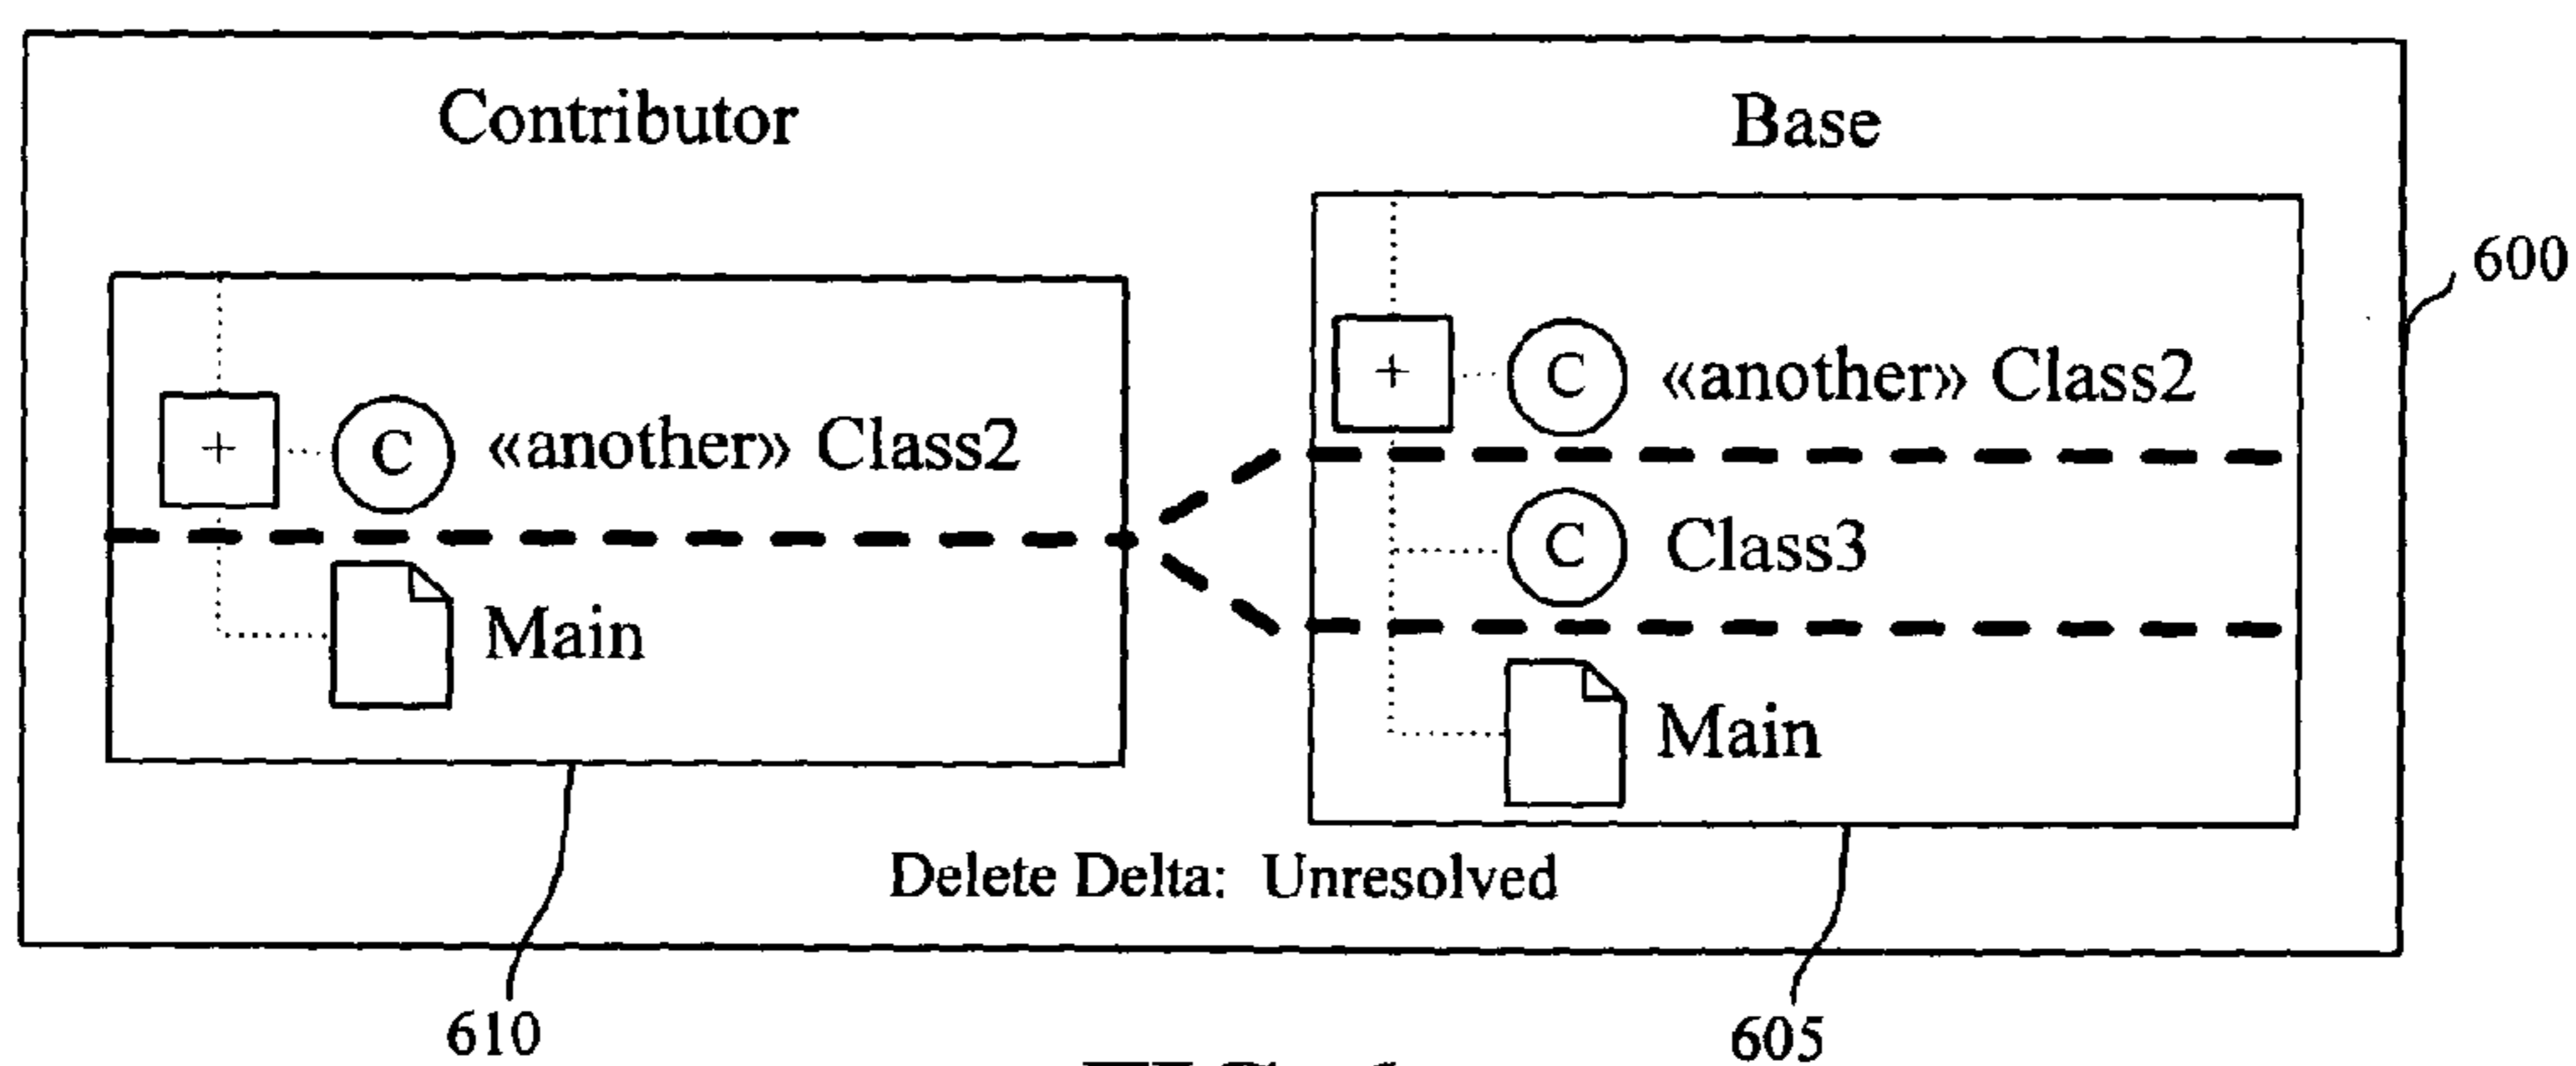 Contributor
Base
600
+ C «another» Class2
+ C «another» Class2
C Class3
Main
Main
Delete Delta: Unresolved
610
605